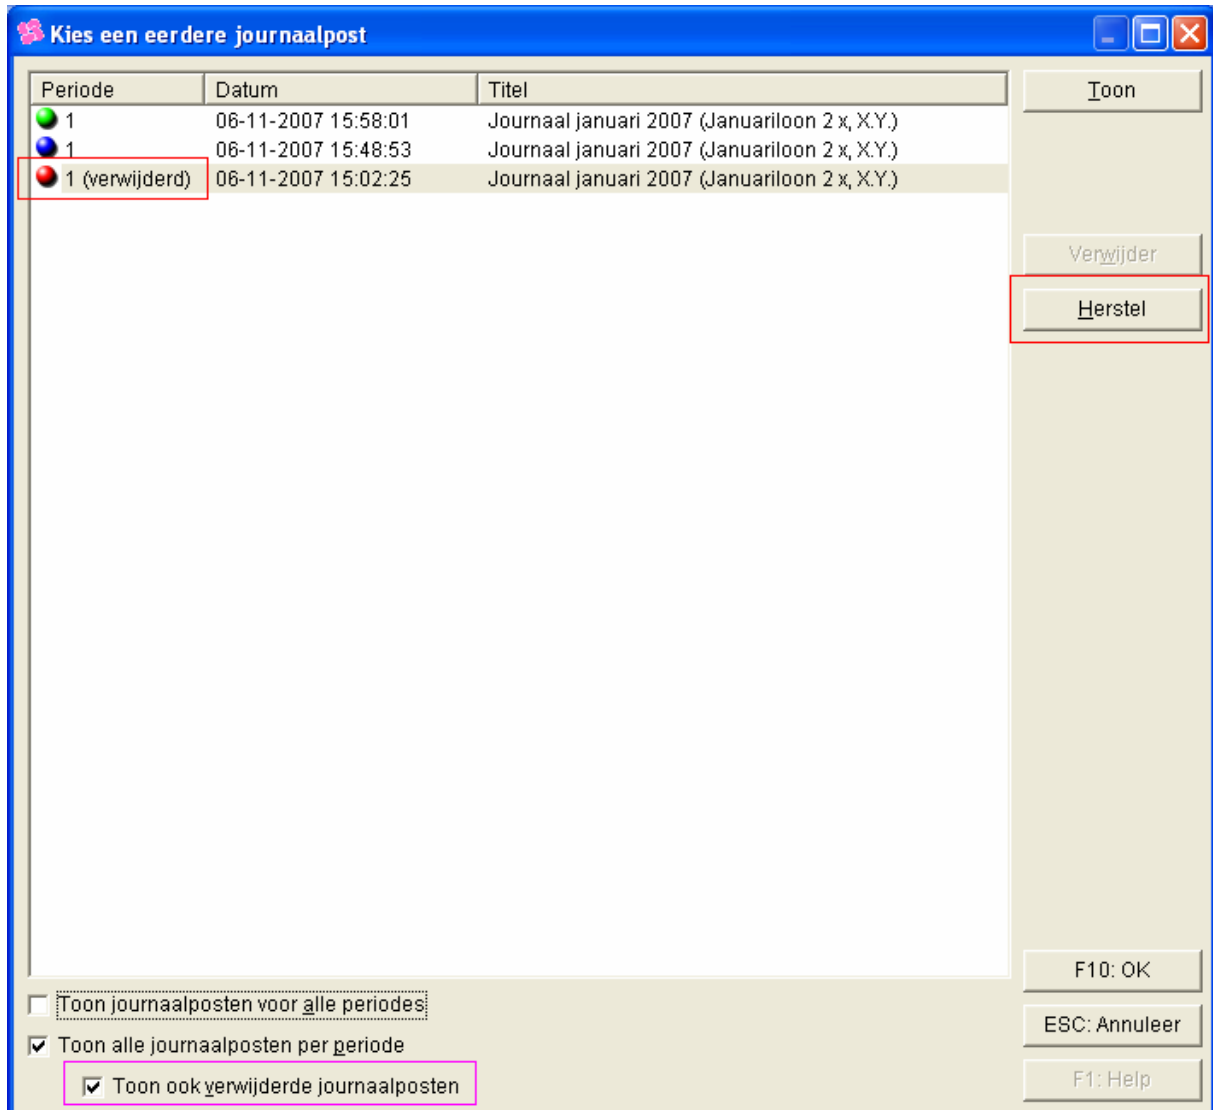 Kies een eerdere journaalpost
Periode Datum Titel
1 06-11-2007 15:58:01 Journaal januari 2007 (Januariloon 2 x, X.Y.)
1 06-11-2007 15:48:53 Journaal januari 2007 (Januariloon 2 x, X.Y.)
1 (verwijderd) 06-11-2007 15:02:25 Journaal januari 2007 (Januariloon 2 x, X.Y.)
Toon
Verwijder
Herstel
F10: OK
ESC: Annuleer
F1: Help
Toon journaalposten voor alle periodes
Toon alle journaalposten per periode
Toon ook verwijderde journaalposten